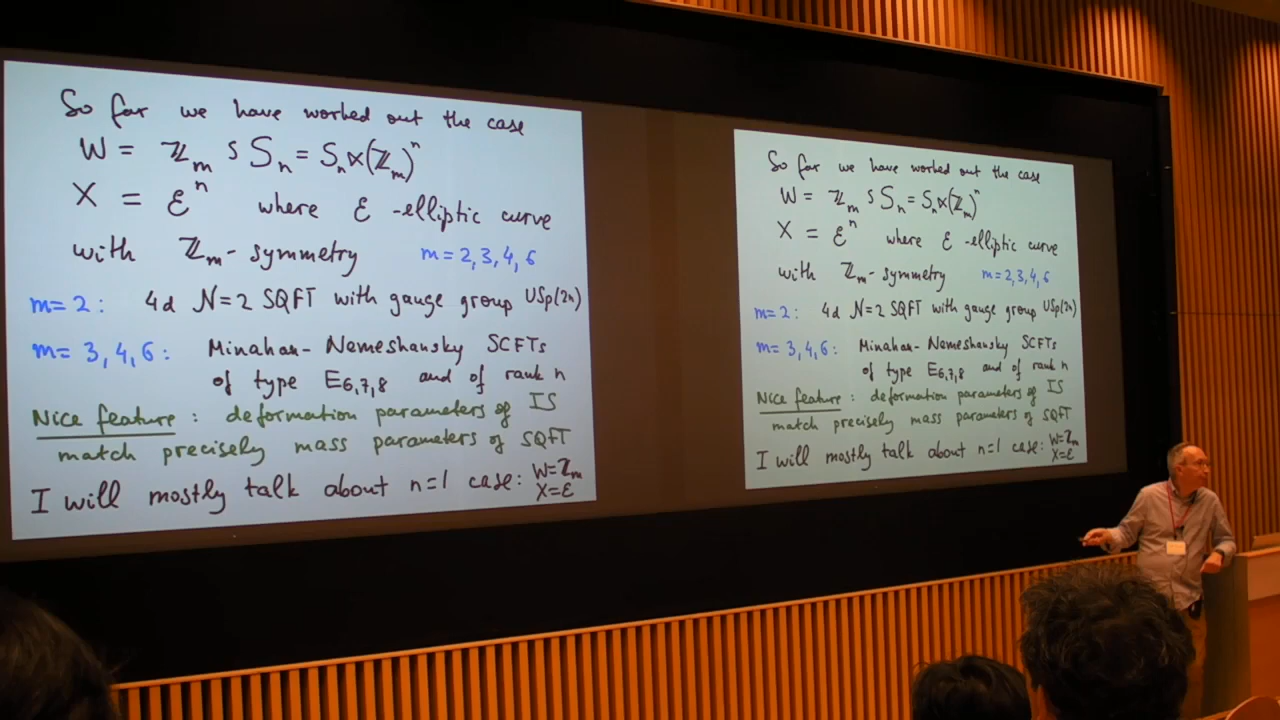 So far we have worked out the case
W = ℤₘ ≀ Sₙ = Sₙ⋉(ℤₘ)ⁿ
X = ℰⁿ where ℰ -elliptic curve
with ℤₘ- symmetry m=2,3,4,6
m=2: 4d N=2 SQFT with gauge group USp(2n)
m=3,4,6: Minahan-Nemeshansky SCFTs
of type E₆,₇,₈ and of rank n
Nice feature: deformation parameters of IS
match precisely mass parameters of SQFT
I will mostly talk about n=1 case: W=ℤₘ
X=ℰ
So far we have worked out the case
W = ℤₘ ≀ Sₙ = Sₙ⋉(ℤₘ)ⁿ
X = ℰⁿ where ℰ -elliptic curve
with ℤₘ- symmetry m=2,3,4,6
m=2: 4d N=2 SQFT with gauge group USp(2n)
m=3,4,6: Minahan-Nemeshansky SCFTs
of type E₆,₇,₈ and of rank n
Nice feature: deformation parameters of IS
match precisely mass parameters of SQFT
I will mostly talk about n=1 case: W=ℤₘ
X=ℰ